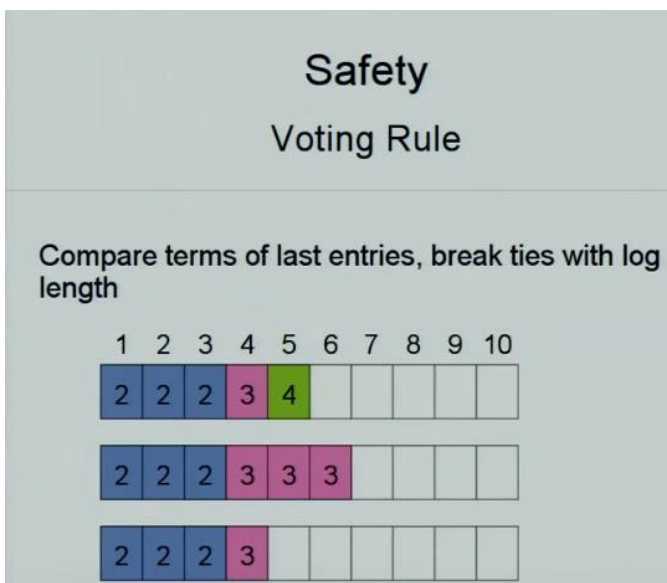 Safety
Voting Rule
Compare terms of last entries, break ties with log
length
1 2 3 4 5 6 7 8 9 10
2 2 2 3 4
2 2 2 3 3 3
2 2 2 3